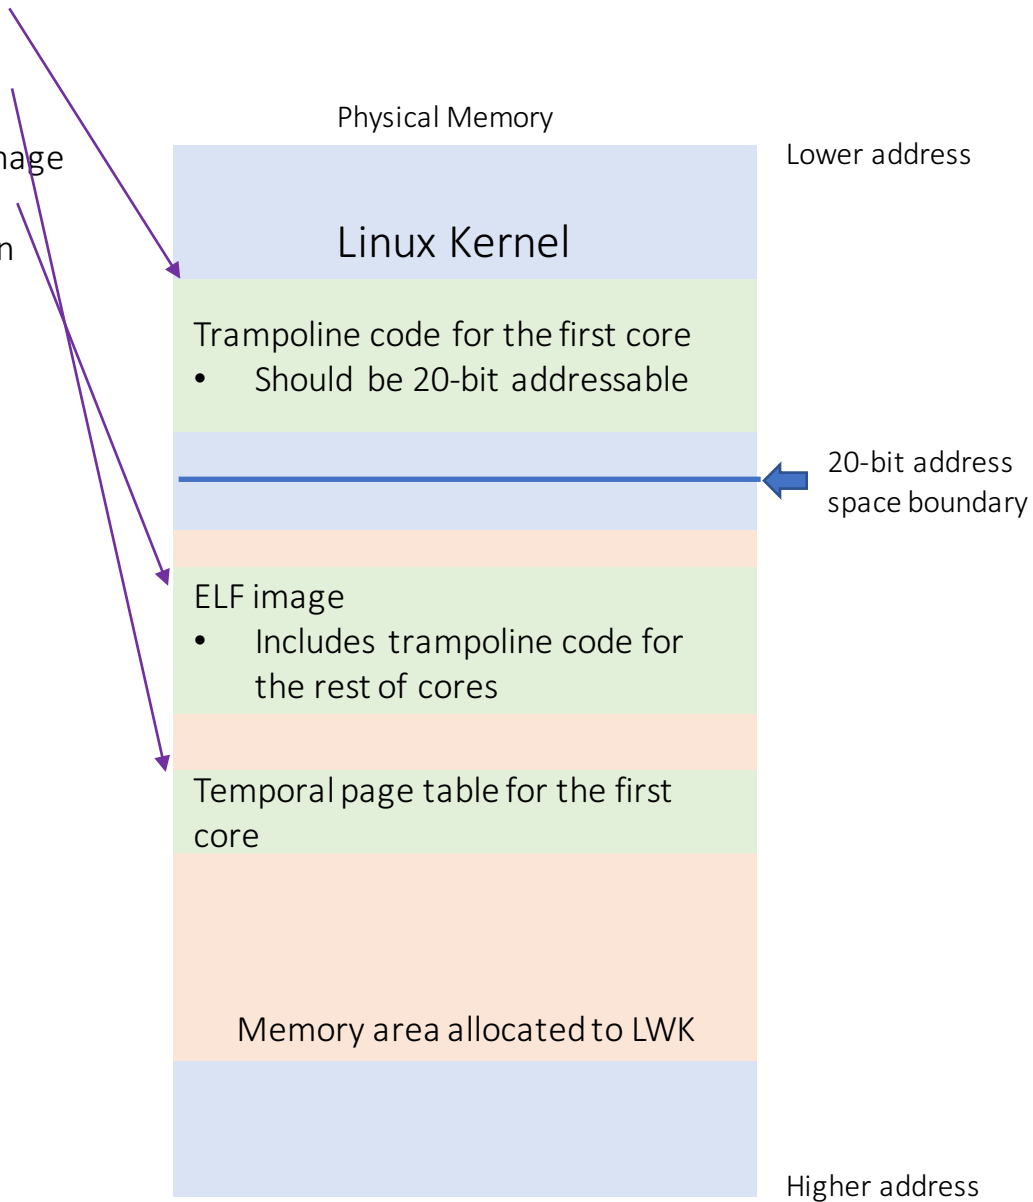 Physical Memory
Lower address
Linux Kernel
Trampoline code for the first core
• Should be 20-bit addressable
20-bit address
space boundary
ELF image
• Includes trampoline code for
the rest of cores
Temporal page table for the first
core
Memory area allocated to LWK
Higher address